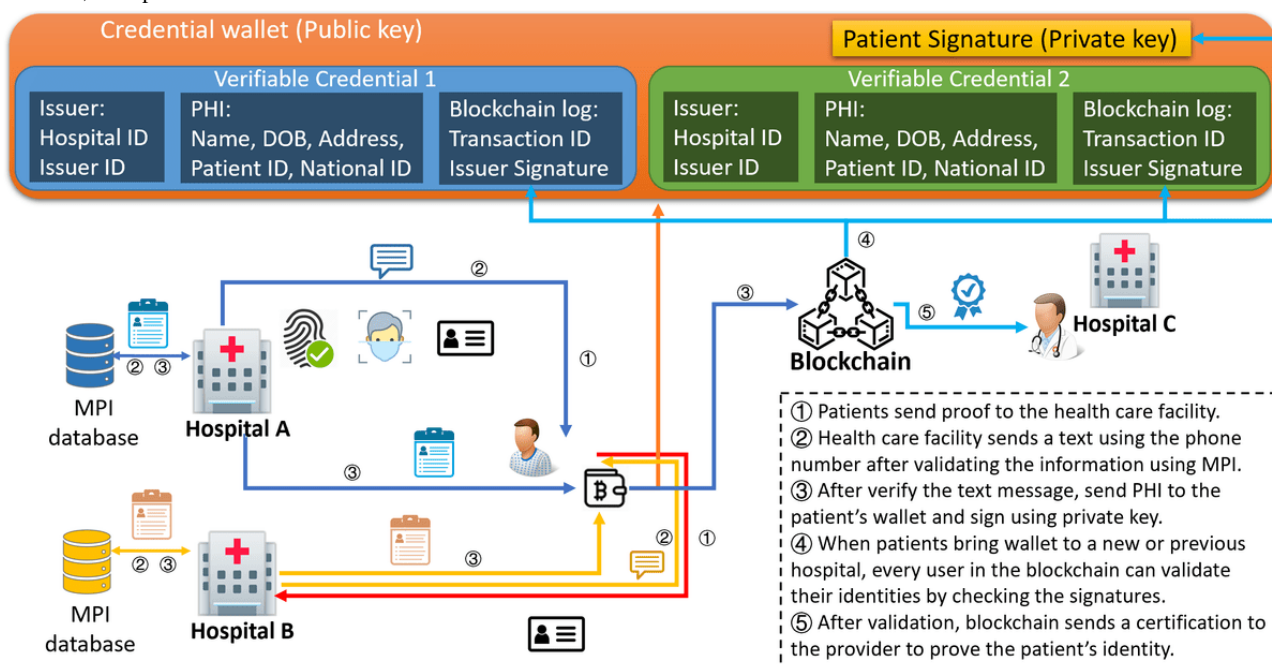 Credential wallet (Public key)
Patient Signature (Private key)
Verifiable Credential 1
Issuer:
Hospital ID
Issuer ID
PHI:
Name, DOB, Address,
Patient ID, National ID
Blockchain log:
Transaction ID
Issuer Signature
Verifiable Credential 2
Issuer:
Hospital ID
Issuer ID
PHI:
Name, DOB, Address,
Patient ID, National ID
Blockchain log:
Transaction ID
Issuer Signature
②
④
③
⑤
Hospital C
Blockchain
② ③
①
MPI
database
Hospital A
③
② ③
③
②
①
MPI
database
Hospital B
① Patients send proof to the health care facility.
② Health care facility sends a text using the phone
number after validating the information using MPI.
③ After verify the text message, send PHI to the
patient's wallet and sign using private key.
④ When patients bring wallet to a new or previous
hospital, every user in the blockchain can validate
their identities by checking the signatures.
⑤ After validation, blockchain sends a certification to
the provider to prove the patient's identity.